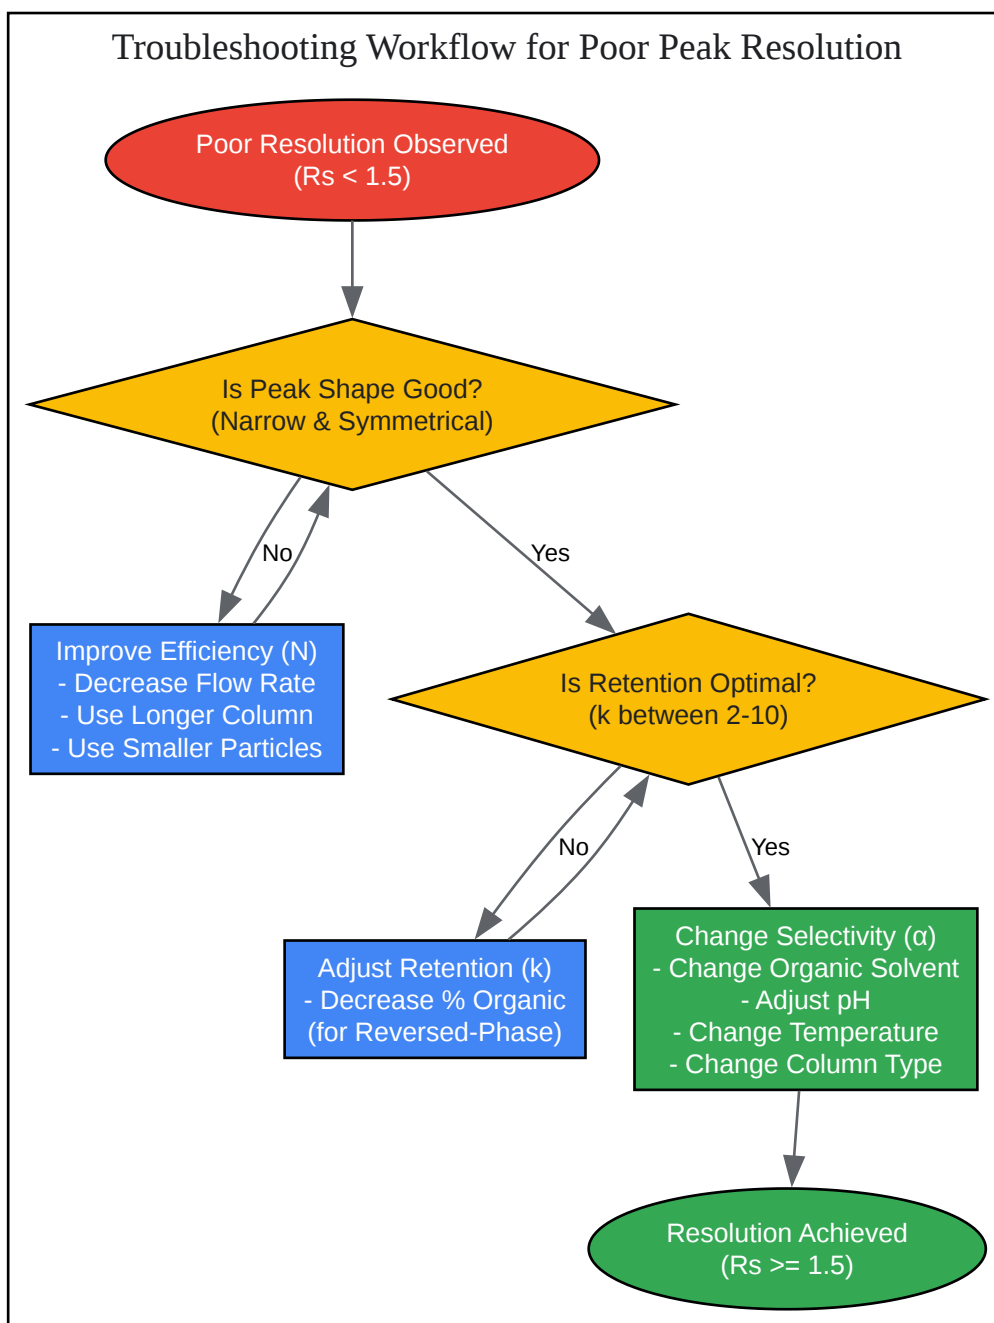 Troubleshooting Workflow for Poor Peak Resolution
Poor Resolution Observed
(Rs < 1.5)
Is Peak Shape Good?
(Narrow & Symmetrical)
No
Yes
Improve Efficiency (N)
- Decrease Flow Rate
- Use Longer Column
- Use Smaller Particles
Is Retention Optimal?
(k between 2-10)
No
Yes
Adjust Retention (k)
- Decrease % Organic
(for Reversed-Phase)
Change Selectivity (α)
- Change Organic Solvent
- Adjust pH
- Change Temperature
- Change Column Type
Resolution Achieved
(Rs >= 1.5)